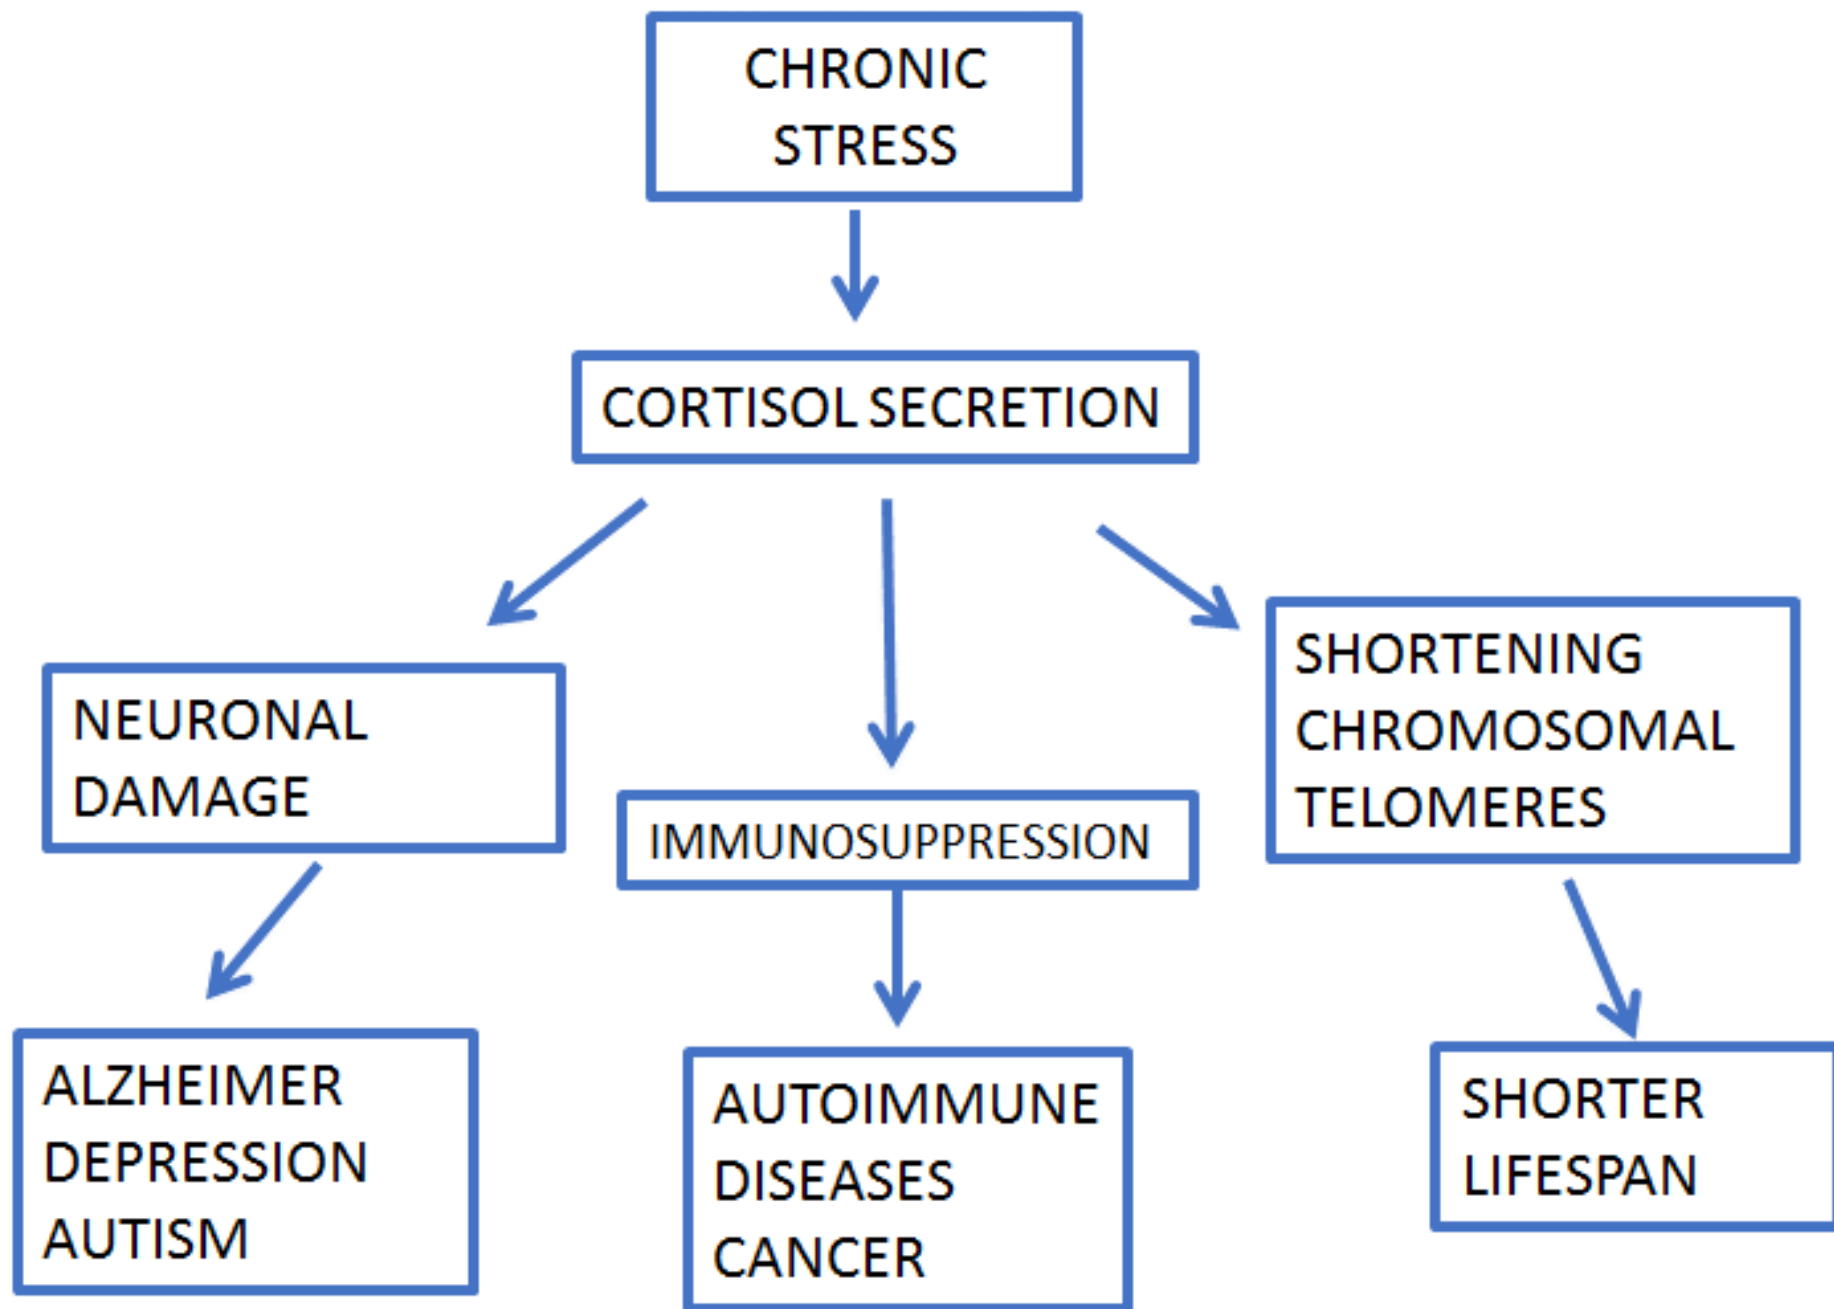 CHRONIC
STRESS
CORTISOL SECRETION
NEURONAL
DAMAGE
IMMUNOSUPPRESSION
SHORTENING
CHROMOSOMAL
TELOMERES
ALZHEIMER
DEPRESSION
AUTISM
AUTOIMMUNE
DISEASES
CANCER
SHORTER
LIFESPAN